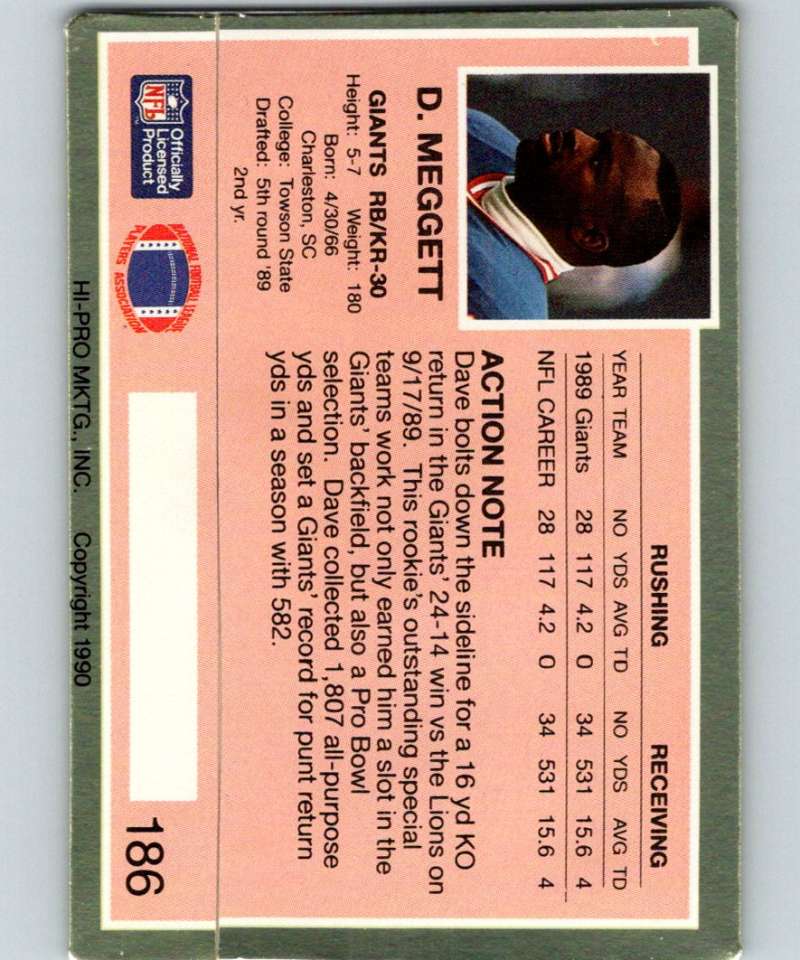 D. MEGGETT
GIANTS RB/KR-30
Height: 5-7 Weight: 180
Born: 4/30/66
Charleston, SC
College: Towson State
Drafted: 5th round '89
2nd yr.
RUSHING RECEIVING
YEAR TEAM NO YDS AVG TD NO YDS AVG TD
1989 Giants 28 117 4.2 0 34 531 15.6 4
NFL CAREER 28 117 4.2 0 34 531 15.6 4
ACTION NOTE
Dave bolts down the sideline for a 16 yd KO
return in the Giants' 24-14 win vs the Lions on
9/17/89. This rookie's outstanding special
teams work not only earned him a slot in the
Giants' backfield, but also a Pro Bowl
selection. Dave collected 1,807 all-purpose
yds and set a Giants' record for punt return
yds in a season with 582.
NFL
Officially
Licensed
Product
NATIONAL FOOTBALL LEAGUE
PLAYERS ASSOCIATION
186
HI-PRO MKTG., INC. Copyright 1990